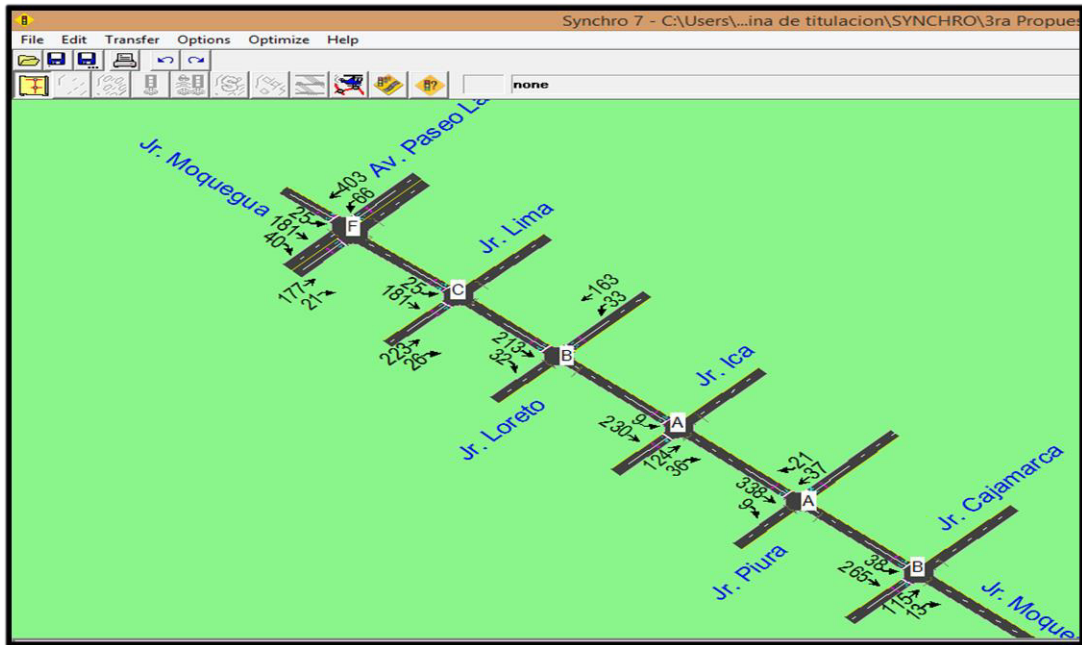 Synchro 7 - C:\Users\...ina de titulacion\SYNCHRO\3ra Propues
File Edit Transfer Options Optimize Help
none
Av. Paseo La
Jr. Moquegua
403
66
25
181
40
F
177
21
Jr. Lima
25
181
C
223
26
163
33
213
32
B
Jr. Loreto
Jr. Ica
9
230
A
124
36
21
37
338
9
A
Jr. Piura
Jr. Cajamarca
38
265
B
115
13
Jr. Moque